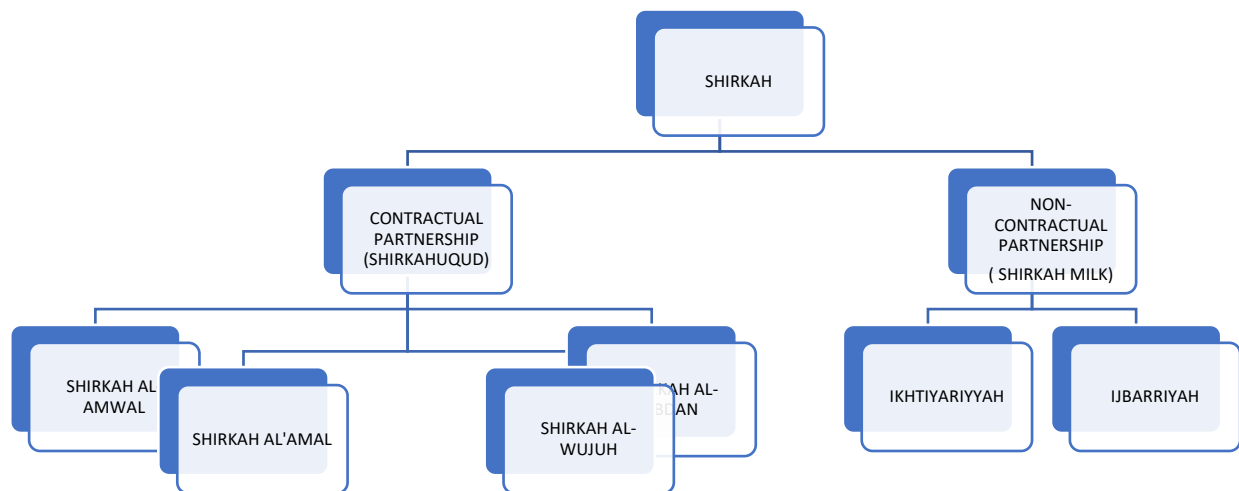 SHIRKAH
CONTRACTUAL
PARTNERSHIP
(SHIRKAHUQUD)
NON-
CONTRACTUAL
PARTNERSHIP
( SHIRKAH MILK)
SHIRKAH AL
AMWAL
SHIRKAH AL'AMAL
SHIRKAH AL-
WUJUH
AL-
IKHTIYARIYYAH
IJBARRIYAH